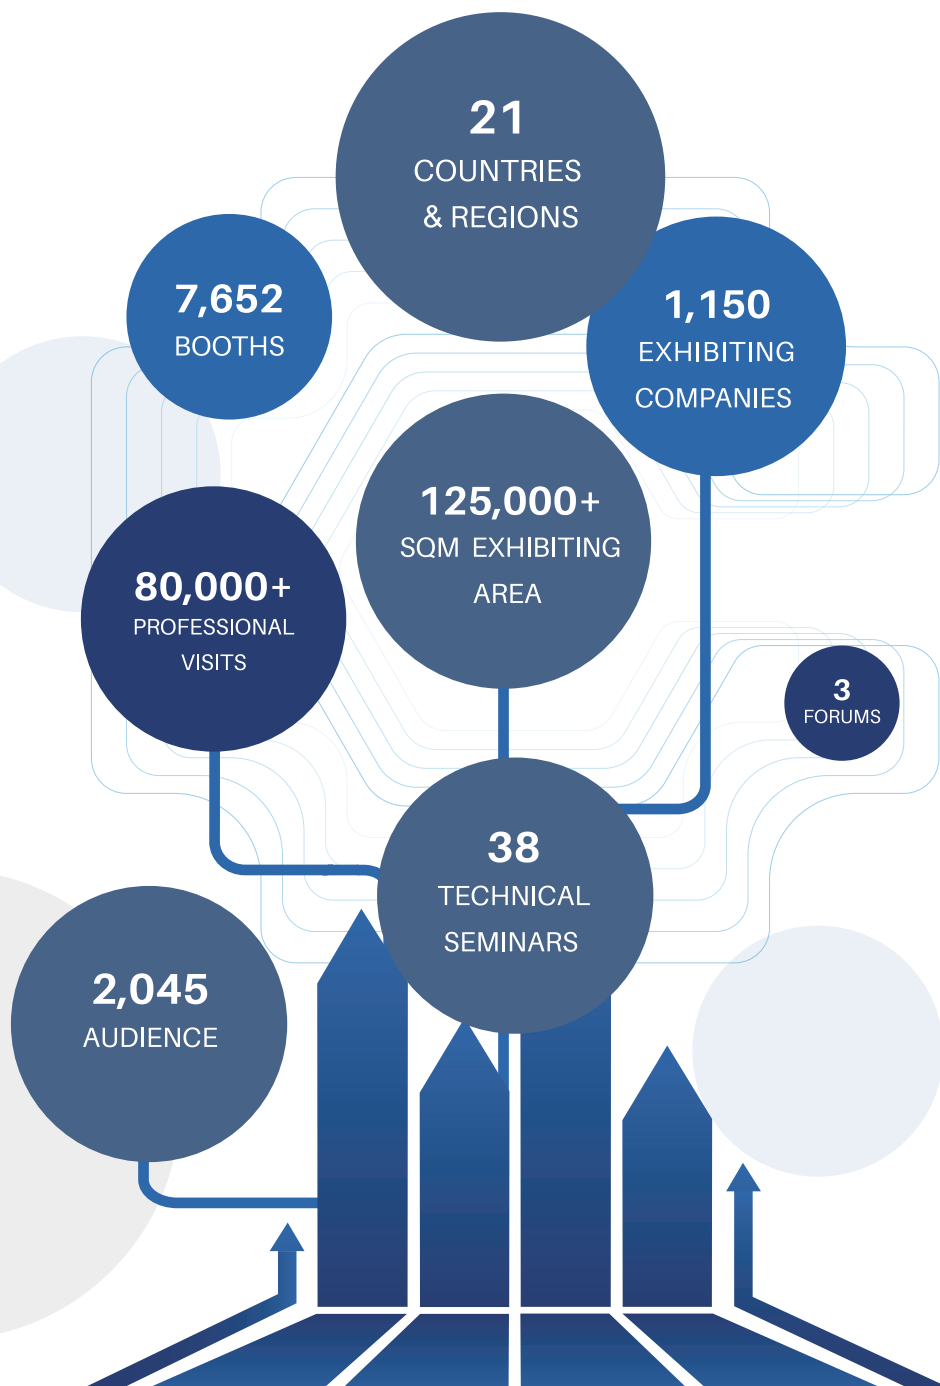 21
COUNTRIES
& REGIONS
7,652
BOOTHS
1,150
EXHIBITING
COMPANIES
125,000+
SQM EXHIBITING
AREA
80,000+
PROFESSIONAL
VISITS
3
FORUMS
38
TECHNICAL
SEMINARS
2,045
AUDIENCE